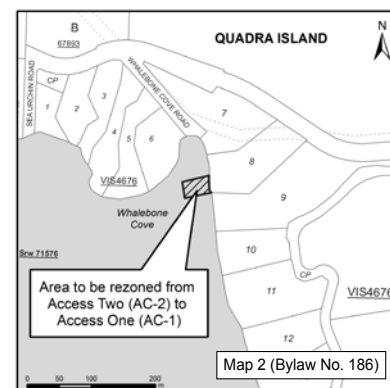 B
67893
QUADRA ISLAND
N
SEA URCHIN ROAD
CP
WHALEBONE COVE ROAD
1
2
3
4
5
6
7
8
9
VIS4676
Whalebone
Cove
10
11
12
CP
VIS4676
Srw 71576
Area to be rezoned from
Access Two (AC-2) to
Access One (AC-1)
0 50 100 200
m
Map 2 (Bylaw No. 186)